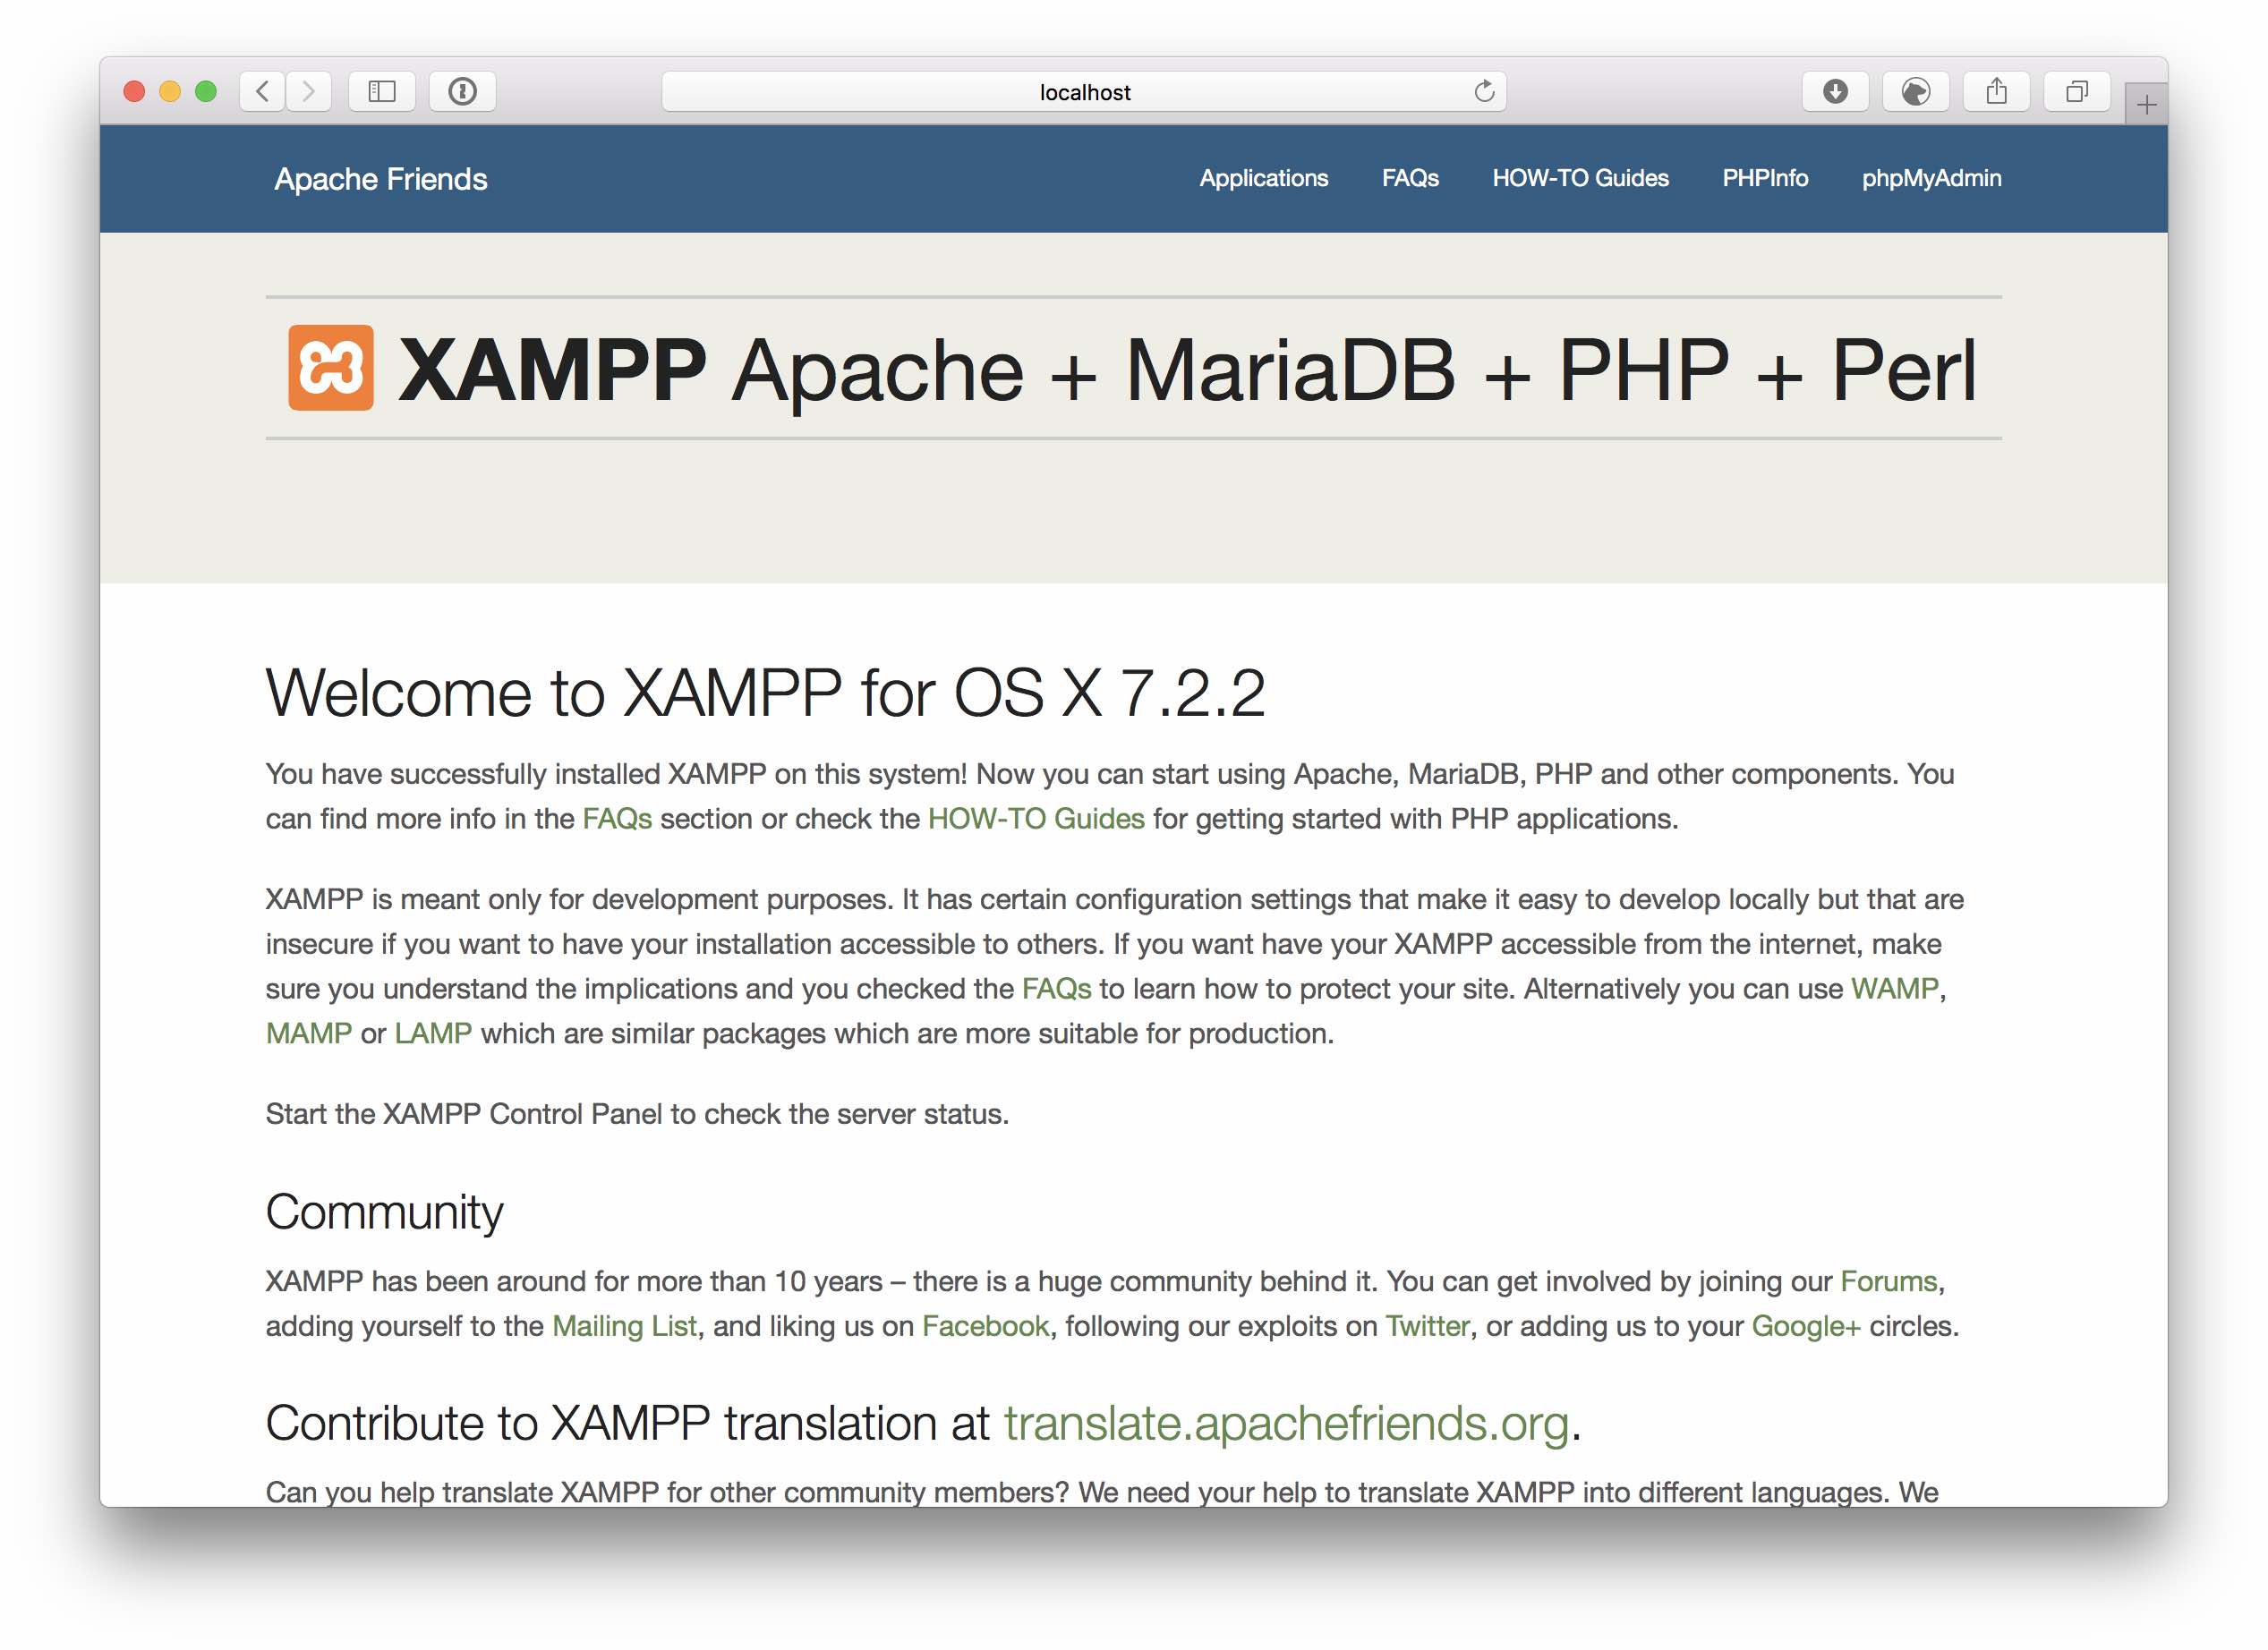 localhost
Apache Friends Applications FAQs HOW-TO Guides PHPInfo phpMyAdmin
XAMPP Apache + MariaDB + PHP + Perl
Welcome to XAMPP for OS X 7.2.2
You have successfully installed XAMPP on this system! Now you can start using Apache, MariaDB, PHP and other components. You
can find more info in the FAQs section or check the HOW-TO Guides for getting started with PHP applications.
XAMPP is meant only for development purposes. It has certain configuration settings that make it easy to develop locally but that are
insecure if you want to have your installation accessible to others. If you want have your XAMPP accessible from the internet, make
sure you understand the implications and you checked the FAQs to learn how to protect your site. Alternatively you can use WAMP,
MAMP or LAMP which are similar packages which are more suitable for production.
Start the XAMPP Control Panel to check the server status.
Community
XAMPP has been around for more than 10 years – there is a huge community behind it. You can get involved by joining our Forums,
adding yourself to the Mailing List, and liking us on Facebook, following our exploits on Twitter, or adding us to your Google+ circles.
Contribute to XAMPP translation at translate.apachefriends.org.
Can you help translate XAMPP for other community members? We need your help to translate XAMPP into different languages. We